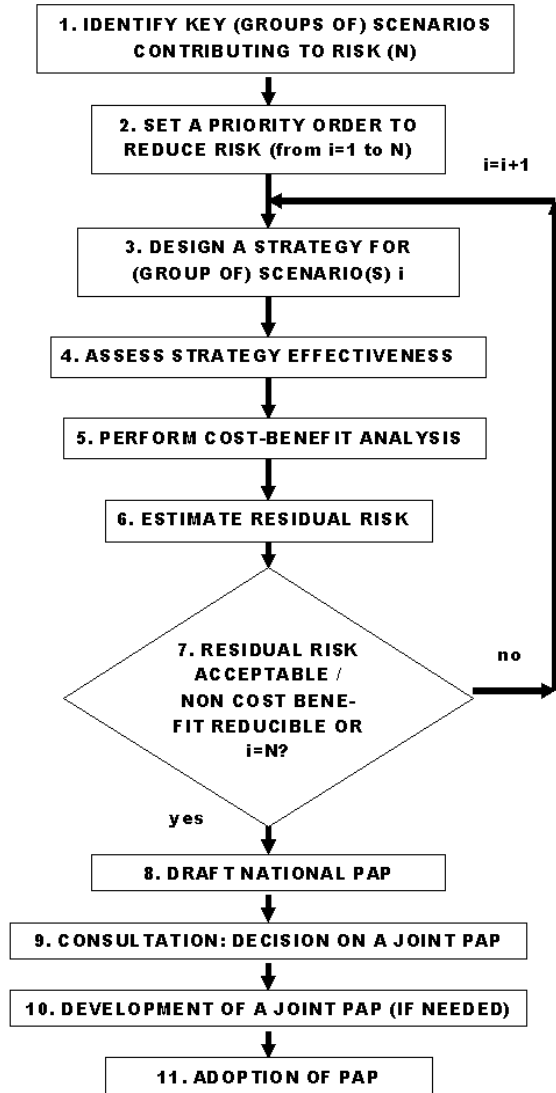 1. IDENTIFY KEY (GROUPS OF) SCENARIOS
CONTRIBUTING TO RISK (N)
2. SET A PRIORITY ORDER TO
REDUCE RISK (from i=1 to N)
i=i+1
3. DESIGN A STRATEGY FOR
(GROUP OF) SCENARIO(S) i
4. ASSESS STRATEGY EFFECTIVENESS
5. PERFORM COST-BENEFIT ANALYSIS
6. ESTIMATE RESIDUAL RISK
7. RESIDUAL RISK
ACCEPTABLE /
NON COST BENE-
FIT REDUCIBLE OR
i=N?
no
yes
8. DRAFT NATIONAL PAP
9. CONSULTATION: DECISION ON A JOINT PAP
10. DEVELOPMENT OF A JOINT PAP (IF NEEDED)
11. ADOPTION OF PAP